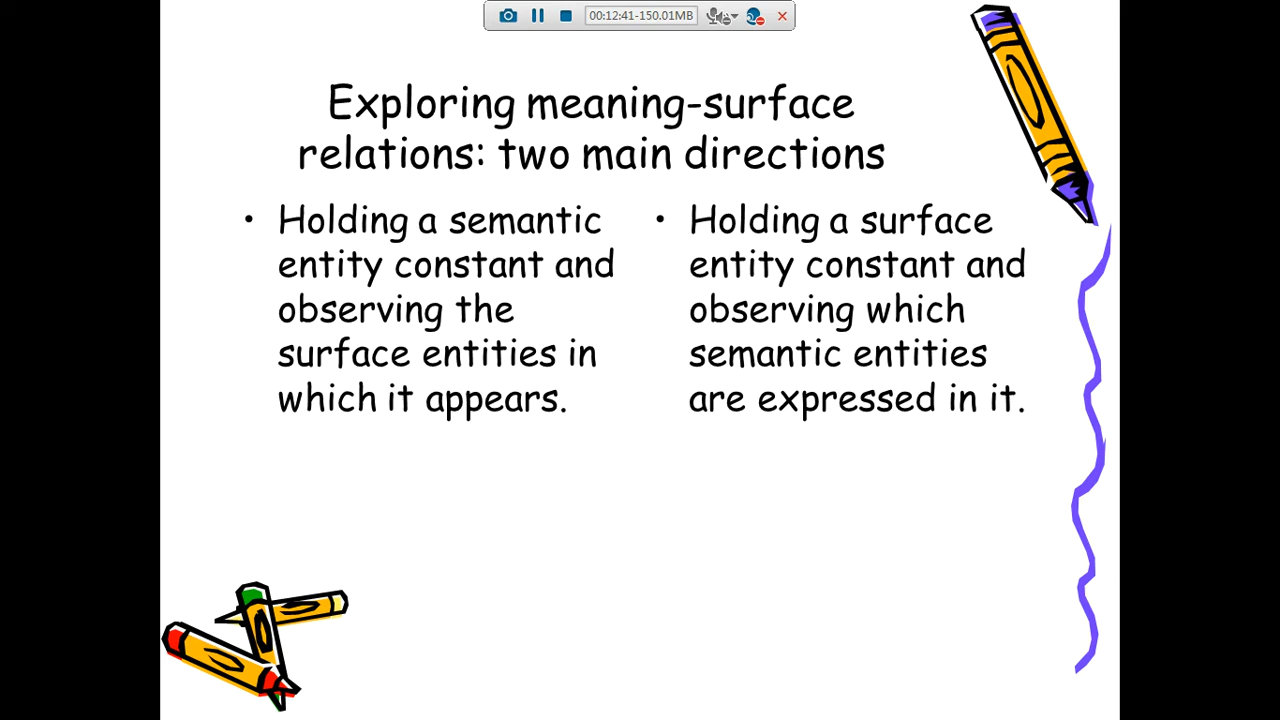 00:12:41-150.01MB
Exploring meaning-surface
relations: two main directions
• Holding a semantic
entity constant and
observing the
surface entities in
which it appears.
• Holding a surface
entity constant and
observing which
semantic entities
are expressed in it.